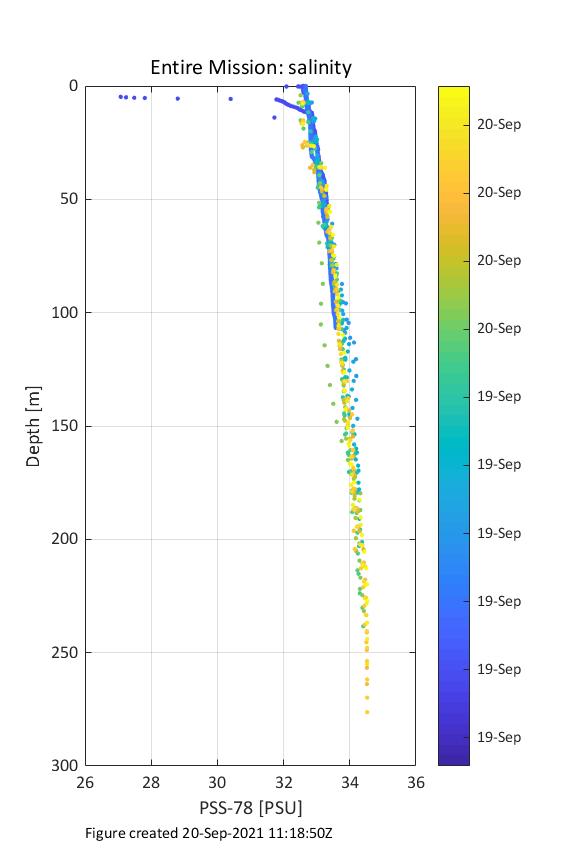 Entire Mission: salinity
0
50
100
150
200
250
300
Depth [m]
26
28
30
32
34
36
PSS-78 [PSU]
20-Sep
20-Sep
20-Sep
20-Sep
19-Sep
19-Sep
19-Sep
19-Sep
19-Sep
19-Sep
Figure created 20-Sep-2021 11:18:50Z